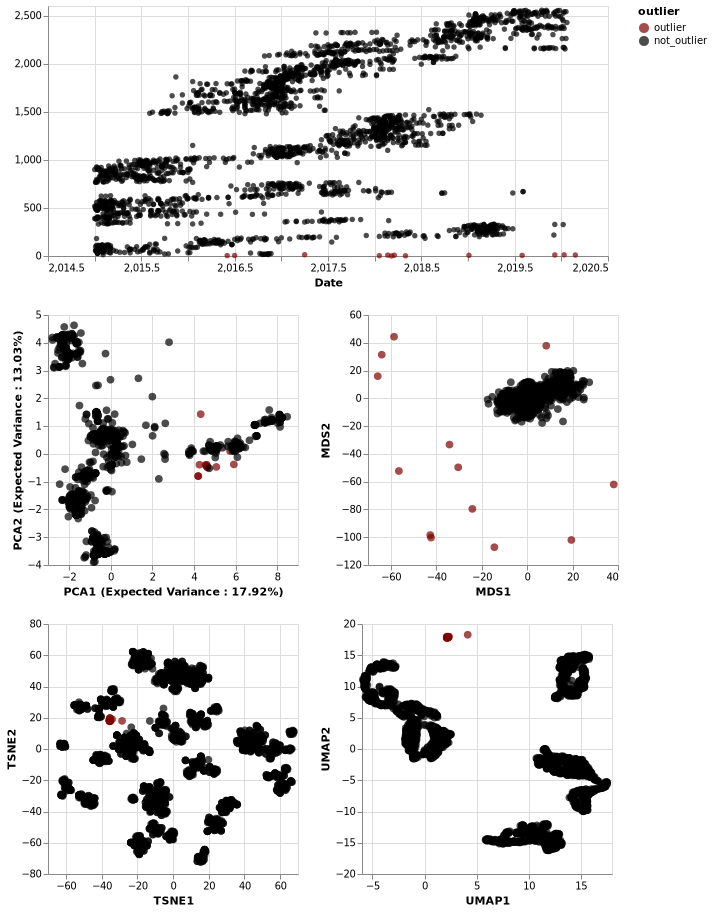 outlier
outlier
not_outlier
2,500
2,000
1,500
1,000
500
0
2,014.5 2,015.5 2,016.5 2,017.5 2,018.5 2,019.5 2,020.5
Date
PCA2 (Expected Variance : 13.03%)
5
4
3
2
1
0
−1
−2
−3
−4
−2 0 2 4 6 8
PCA1 (Expected Variance : 17.92%)
MDS2
60
40
20
0
−20
−40
−60
−80
−100
−120
−60 −40 −20 0 20 40
MDS1
TSNE2
80
60
40
20
0
−20
−40
−60
−80
−60 −40 −20 0 20 40 60
TSNE1
UMAP2
20
15
10
5
0
−5
−10
−15
−20
−5 0 5 10 15
UMAP1